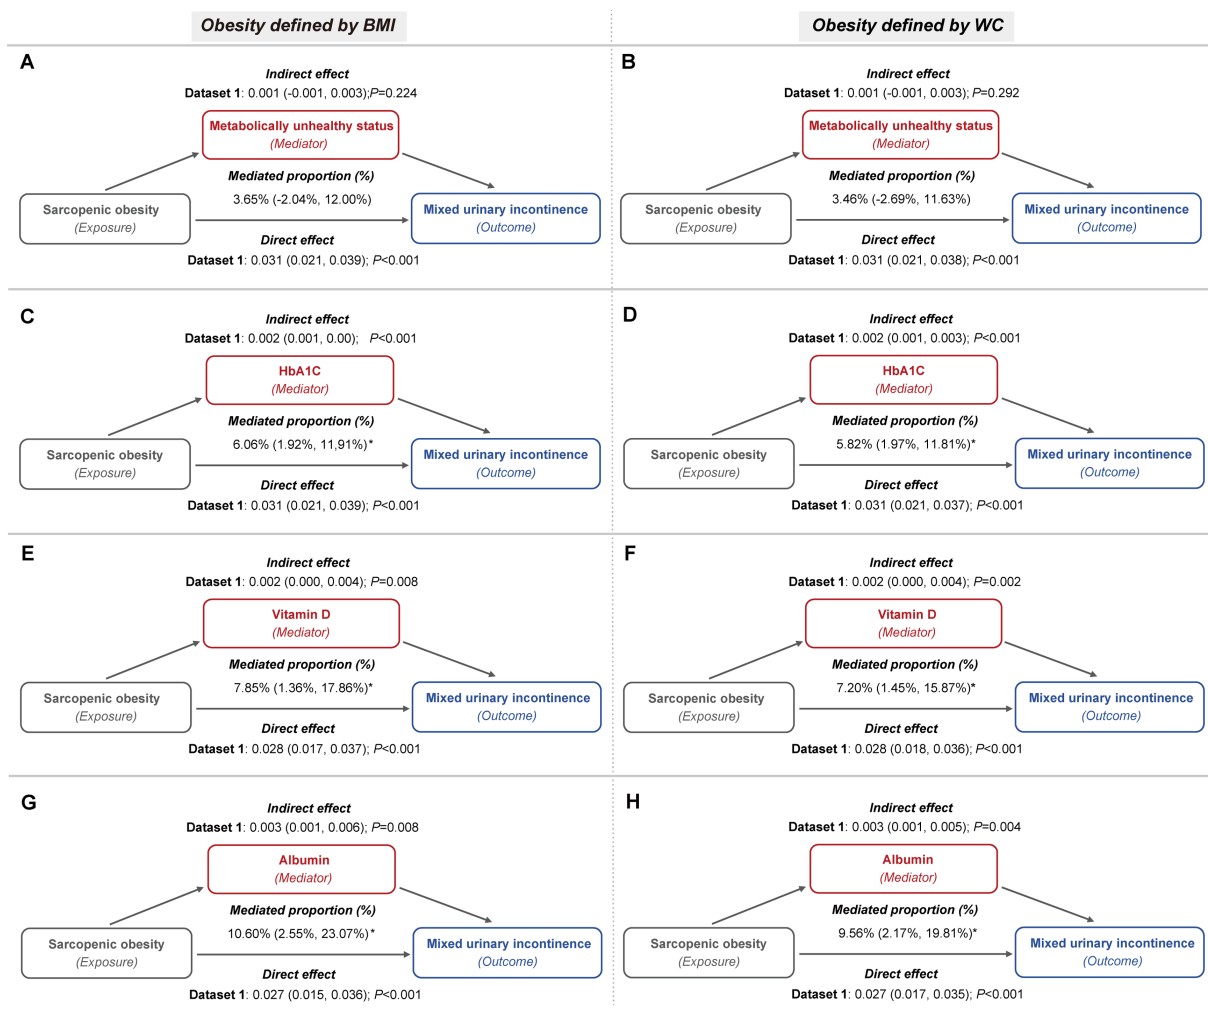 Obesity defined by BMI
Obesity defined by WC
A
Indirect effect
Dataset 1: 0.001 (-0.001, 0.003);P=0.224
Metabolically unhealthy status
(Mediator)
Mediated proportion (%)
3.65% (-2.04%, 12.00%)
Sarcopenic obesity
(Exposure)
Mixed urinary incontinence
(Outcome)
Direct effect
Dataset 1: 0.031 (0.021, 0.039); P<0.001
B
Indirect effect
Dataset 1: 0.001 (-0.001, 0.003); P=0.292
Metabolically unhealthy status
(Mediator)
Mediated proportion (%)
3.46% (-2.69%, 11.63%)
Sarcopenic obesity
(Exposure)
Mixed urinary incontinence
(Outcome)
Direct effect
Dataset 1: 0.031 (0.021, 0.038); P<0.001
C
Indirect effect
Dataset 1: 0.002 (0.001, 0.00); P<0.001
HbA1C
(Mediator)
Mediated proportion (%)
6.06% (1.92%, 11,91%)*
Sarcopenic obesity
(Exposure)
Mixed urinary incontinence
(Outcome)
Direct effect
Dataset 1: 0.031 (0.021, 0.039); P<0.001
D
Indirect effect
Dataset 1: 0.002 (0.001, 0.003); P<0.001
HbA1C
(Mediator)
Mediated proportion (%)
5.82% (1.97%, 11.81%)*
Sarcopenic obesity
(Exposure)
Mixed urinary incontinence
(Outcome)
Direct effect
Dataset 1: 0.031 (0.021, 0.037); P<0.001
E
Indirect effect
Dataset 1: 0.002 (0.000, 0.004); P=0.008
Vitamin D
(Mediator)
Mediated proportion (%)
7.85% (1.36%, 17.86%)*
Sarcopenic obesity
(Exposure)
Mixed urinary incontinence
(Outcome)
Direct effect
Dataset 1: 0.028 (0.017, 0.037); P<0.001
F
Indirect effect
Dataset 1: 0.002 (0.000, 0.004); P=0.002
Vitamin D
(Mediator)
Mediated proportion (%)
7.20% (1.45%, 15.87%)*
Sarcopenic obesity
(Exposure)
Mixed urinary incontinence
(Outcome)
Direct effect
Dataset 1: 0.028 (0.018, 0.036); P<0.001
G
Indirect effect
Dataset 1: 0.003 (0.001, 0.006); P=0.008
Albumin
(Mediator)
Mediated proportion (%)
10.60% (2.55%, 23.07%)*
Sarcopenic obesity
(Exposure)
Mixed urinary incontinence
(Outcome)
Direct effect
Dataset 1: 0.027 (0.015, 0.036); P<0.001
H
Indirect effect
Dataset 1: 0.003 (0.001, 0.005); P=0.004
Albumin
(Mediator)
Mediated proportion (%)
9.56% (2.17%, 19.81%)*
Sarcopenic obesity
(Exposure)
Mixed urinary incontinence
(Outcome)
Direct effect
Dataset 1: 0.027 (0.017, 0.035); P<0.001